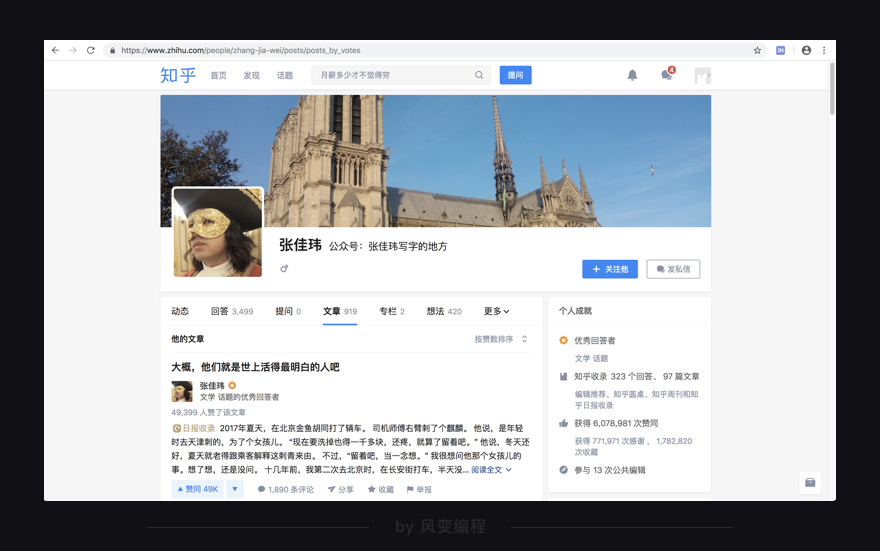 https://www.zhihu.com/people/zhang-jia-wei/posts/posts_by_votes
知乎 首页 发现 话题 月薪多少才不觉得穷 提问 4
张佳玮 公众号：张佳玮写字的地方
关注他 发私信
动态 回答 3,499 提问 0 文章 919 专栏 2 想法 420 更多
他的文章 按赞数排序
大概，他们就是世上活得最明白的人吧
张佳玮
文学 话题的优秀回答者
49,399 人赞了该文章
日报收录 2017年夏天，在北京金鱼胡同打了辆车。 司机师傅右臂刺了个麒麟。 他说，是年轻
时去天津刺的，为了个女孩儿。 “现在要洗掉也得一千多块，还疼，就算了留着吧。” 他说，冬天还
好，夏天就老得跟乘客解释这刺青来由。 不过，“留着吧，当一念想。” 我很想问他那个女孩儿的
事。想了想，还是没问。 十几年前，我第二次去北京时，在长安街打车，半天没... 阅读全文
赞同 49K 1,890 条评论 分享 收藏 举报
个人成就
优秀回答者
文学 话题
知乎收录 323 个回答、 97 篇文章
编辑推荐、知乎圆桌、知乎周刊和知
乎日报收录
获得 6,078,981 次赞同
获得 771,971 次感谢 ， 1,782,820
次收藏
参与 13 次公共编辑
by 风变编程